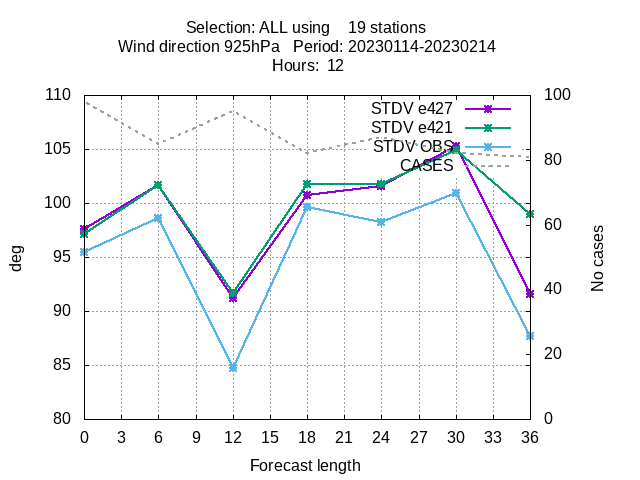 Selection: ALL using 19 stations
Wind direction 925hPa Period: 20230114-20230214
Hours: 12
110
105
100
95
90
85
80
100
80
60
40
20
0
STDV e427
STDV e421
STDV OBS
CASES
deg
No cases
0 3 6 9 12 15 18 21 24 27 30 33 36
Forecast length